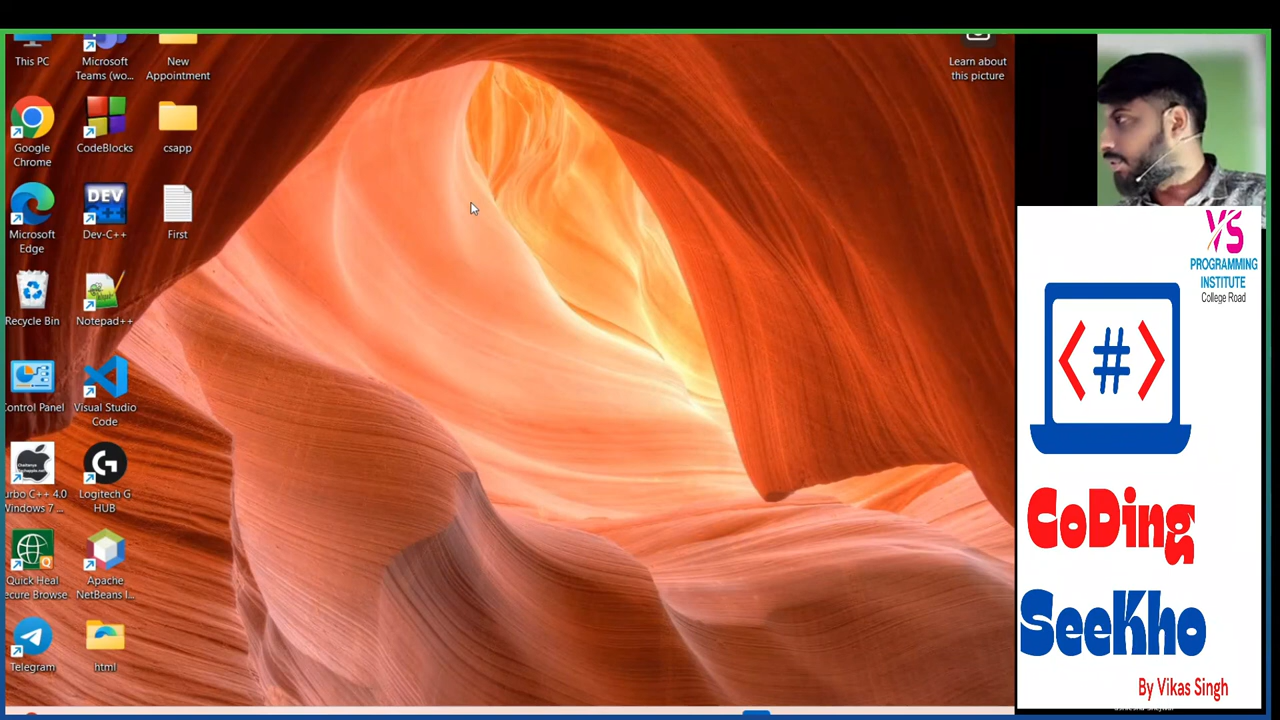 This PC
Microsoft
Teams (wo...
New
Appointment
Learn about
this picture
Google
Chrome
CodeBlocks
csapp
DEV
C++
Microsoft
Edge
Dev-C++
First
Recycle Bin
Notepad++
ontrol Panel
Visual Studio
Code
urbo C++ 4.0
Windows 7 ...
Logitech G
HUB
Quick Heal
ecure Browse
Apache
NetBeans I...
Telegram
html
YS
PROGRAMMING
INSTITUTE
College Road
<#>
CoDing
SeeKho
By Vikas Singh